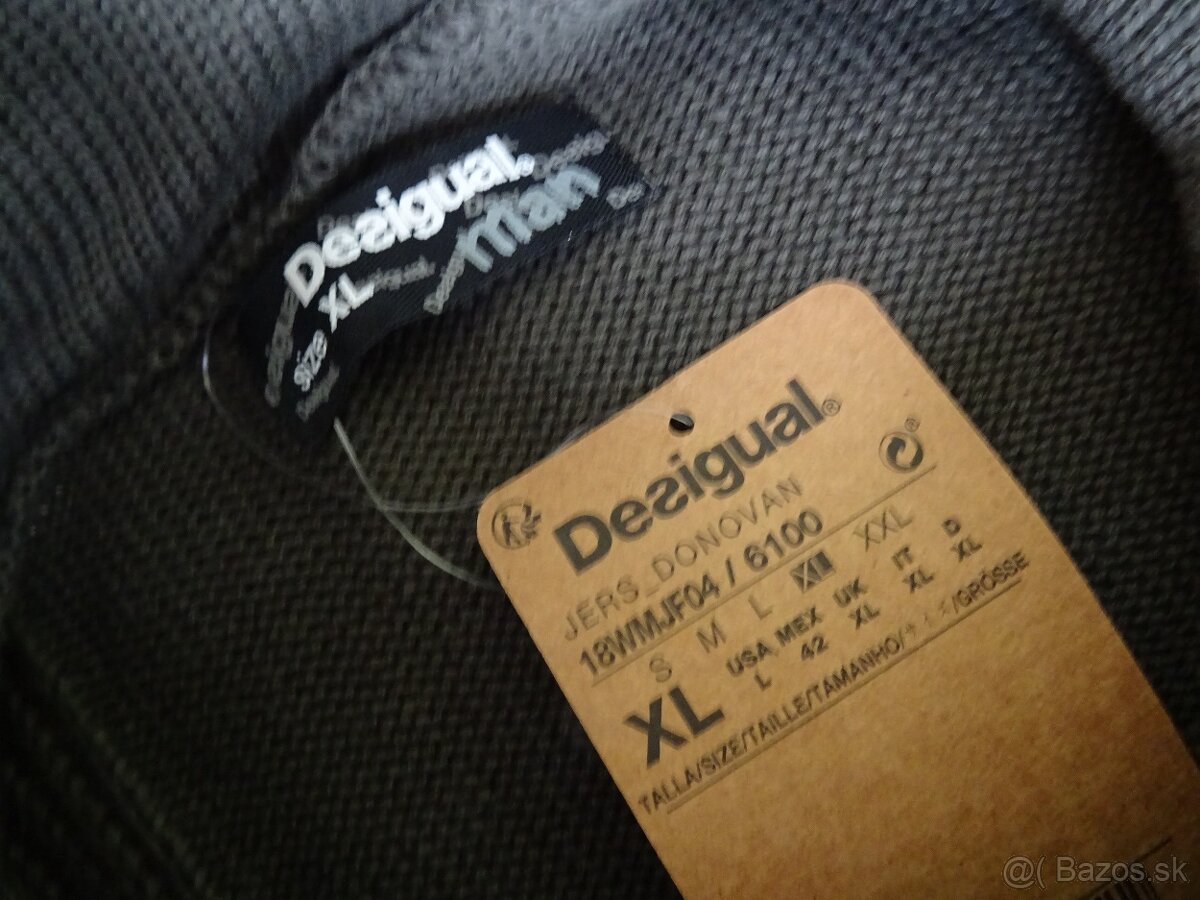 Desigual.®
man
Size XL
Desigual.®
JERS_DONOVAN
18WMJF04 / 6100
S M L XL XXL
XL
USA MEX UK IT D
L 42 XL XL XL
TALLA/SIZE/TAILLE/TAMANHO/ /GRÖSSE
@( Bazos.sk